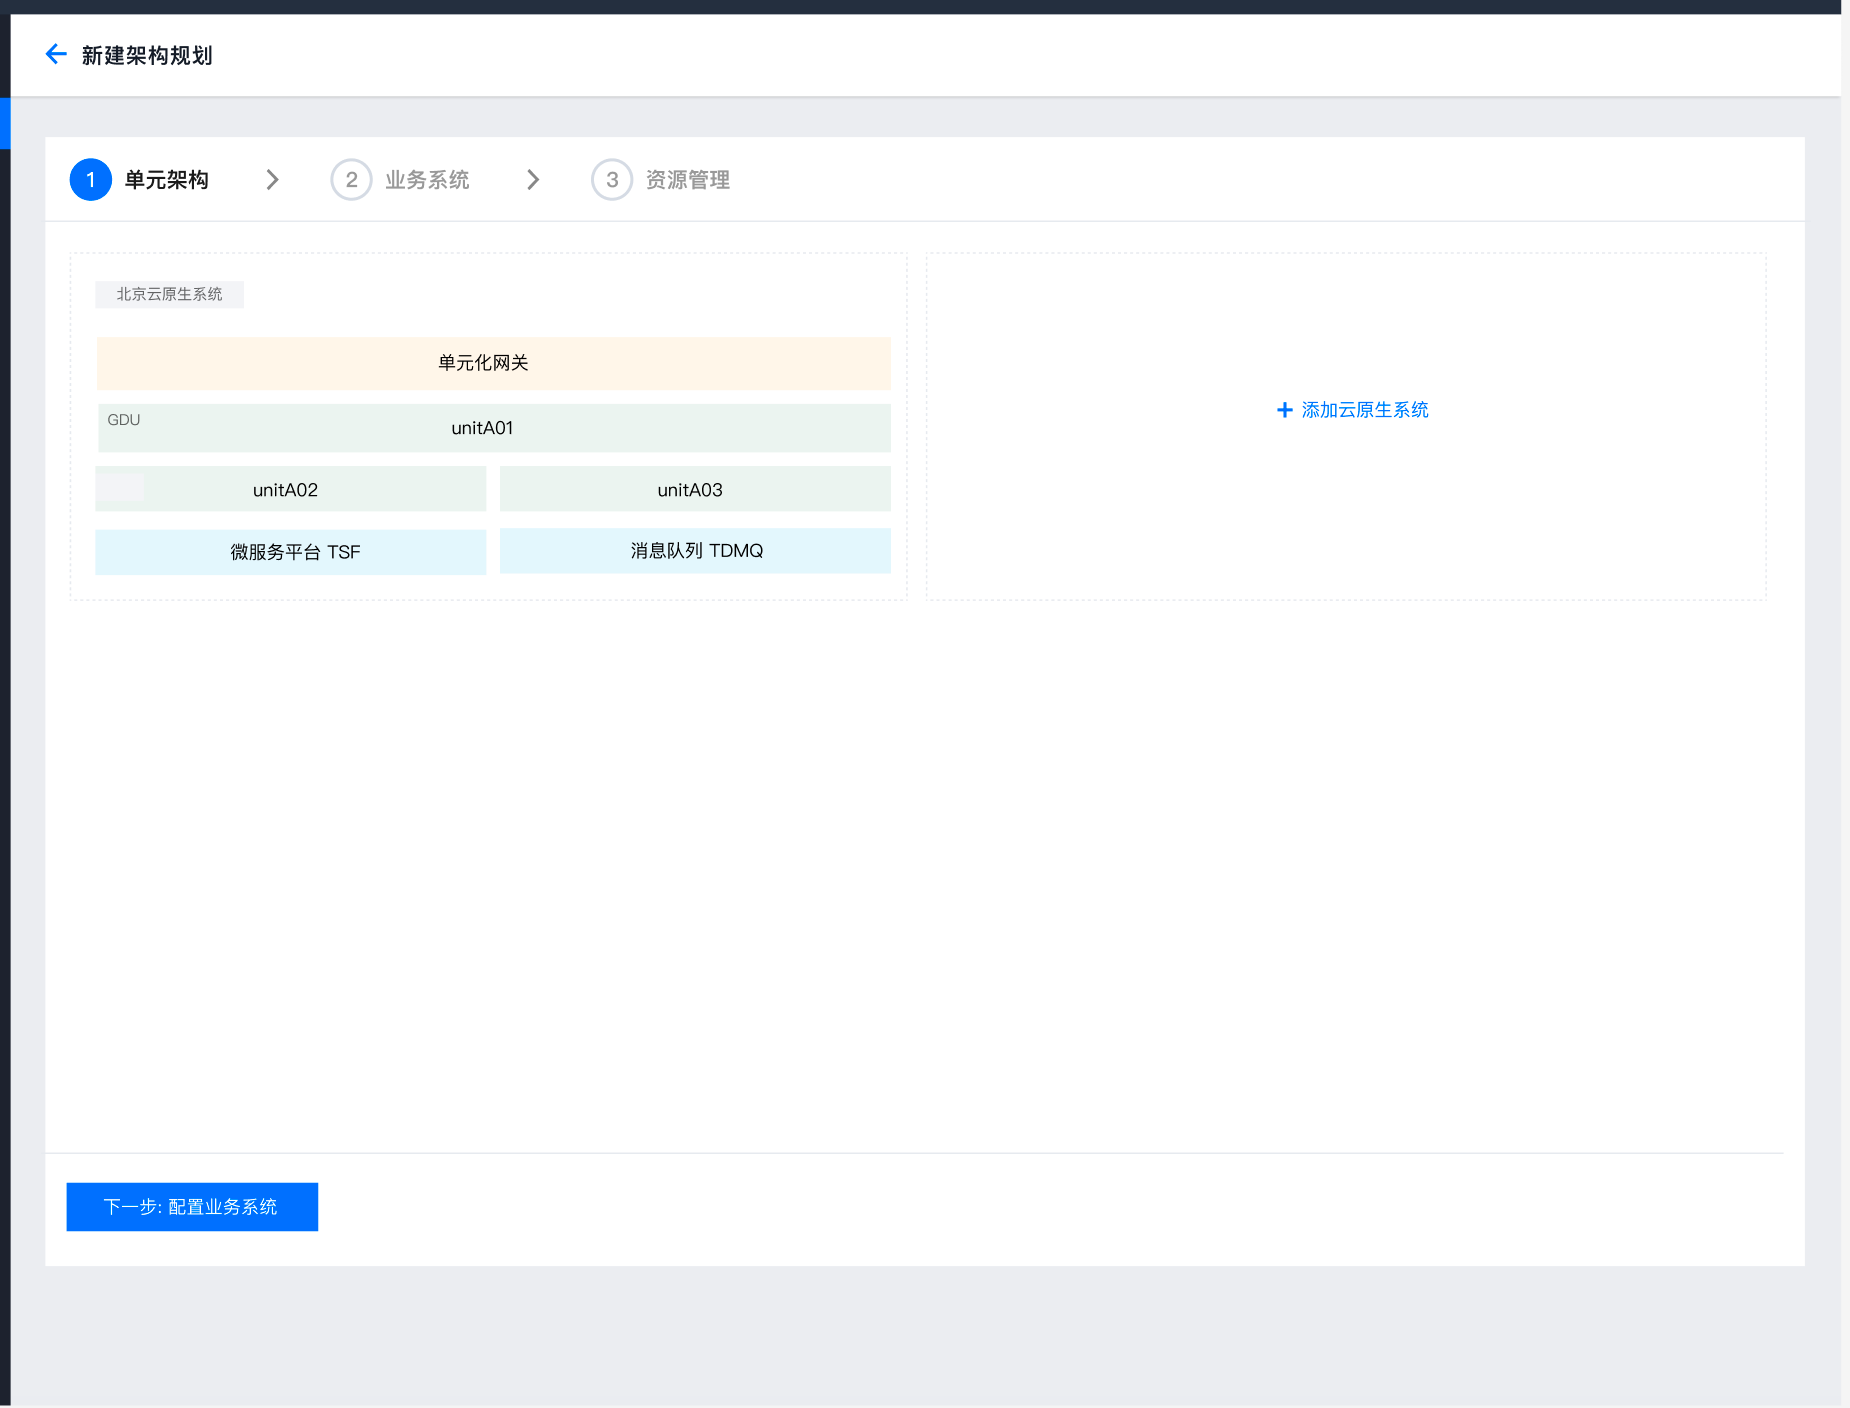 新建架构规划
1 单元架构
2 业务系统
3 资源管理
北京云原生系统
单元化网关
GDU
unitA01
unitA02
unitA03
微服务平台 TSF
消息队列 TDMQ
添加云原生系统
下一步: 配置业务系统